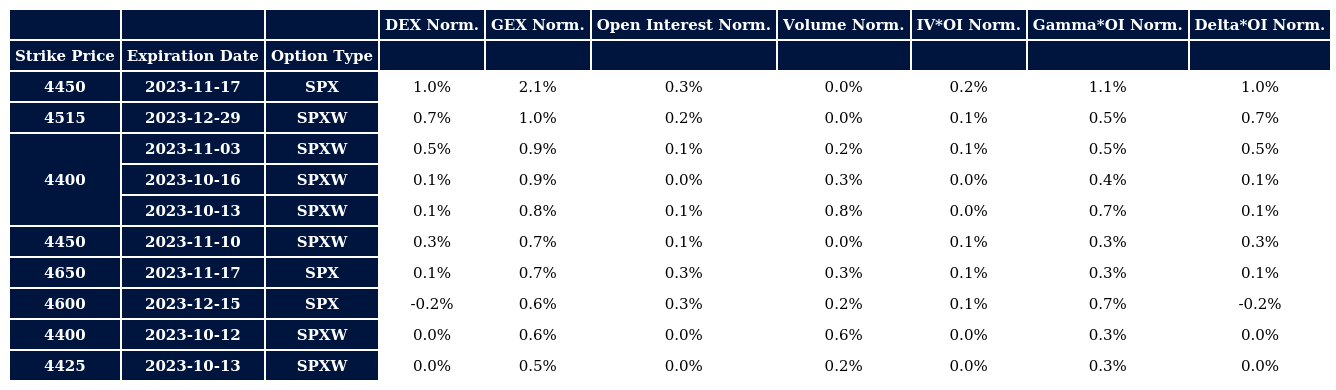 DEX Norm. GEX Norm. Open Interest Norm. Volume Norm. IV*OI Norm. Gamma*OI Norm. Delta*OI Norm.
Strike Price Expiration Date Option Type
4450 2023-11-17 SPX 1.0% 2.1% 0.3% 0.0% 0.2% 1.1% 1.0%
4515 2023-12-29 SPXW 0.7% 1.0% 0.2% 0.0% 0.1% 0.5% 0.7%
2023-11-03 SPXW 0.5% 0.9% 0.1% 0.2% 0.1% 0.5% 0.5%
4400 2023-10-16 SPXW 0.1% 0.9% 0.0% 0.3% 0.0% 0.4% 0.1%
2023-10-13 SPXW 0.1% 0.8% 0.1% 0.8% 0.0% 0.7% 0.1%
4450 2023-11-10 SPXW 0.3% 0.7% 0.1% 0.0% 0.1% 0.3% 0.3%
4650 2023-11-17 SPX 0.1% 0.7% 0.3% 0.3% 0.1% 0.3% 0.1%
4600 2023-12-15 SPX -0.2% 0.6% 0.3% 0.2% 0.1% 0.7% -0.2%
4400 2023-10-12 SPXW 0.0% 0.6% 0.0% 0.6% 0.0% 0.3% 0.0%
4425 2023-10-13 SPXW 0.0% 0.5% 0.0% 0.2% 0.0% 0.3% 0.0%